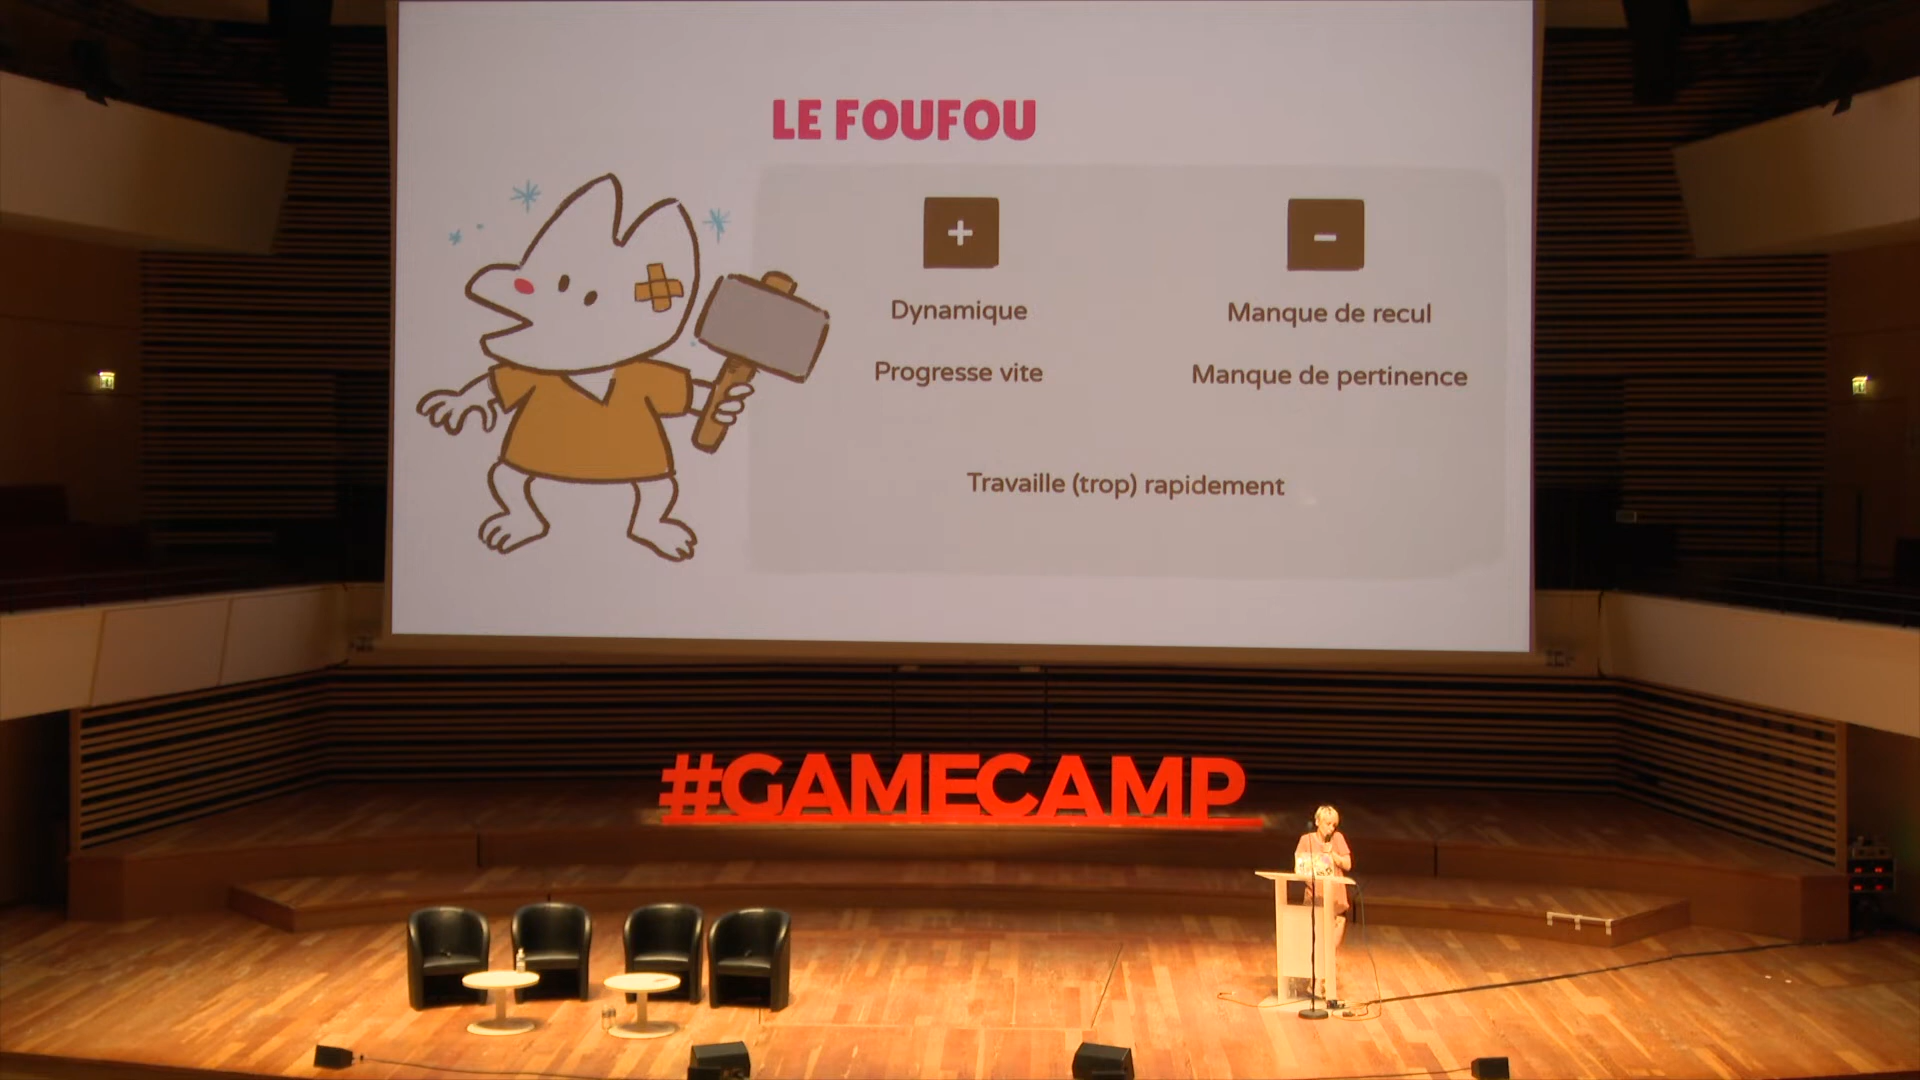 LE FOUFOU
+
-
Dynamique
Manque de recul
Progresse vite
Manque de pertinence
Travaille (trop) rapidement
#GAMECAMP